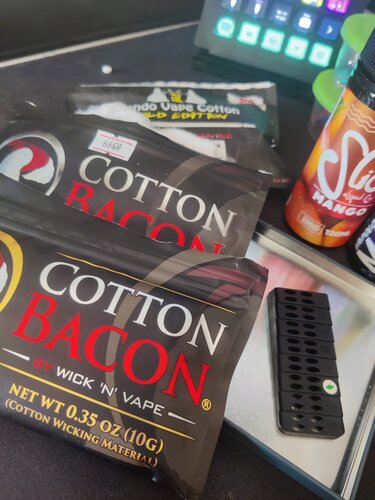 Vape Cotton
LD EDITION
COTTON
BACON
COTTON
BACON®
BY WICK 'N' VAPE
NET WT 0.35 OZ (10G)
(COTTON WICKING MATERIAL)
MANGO